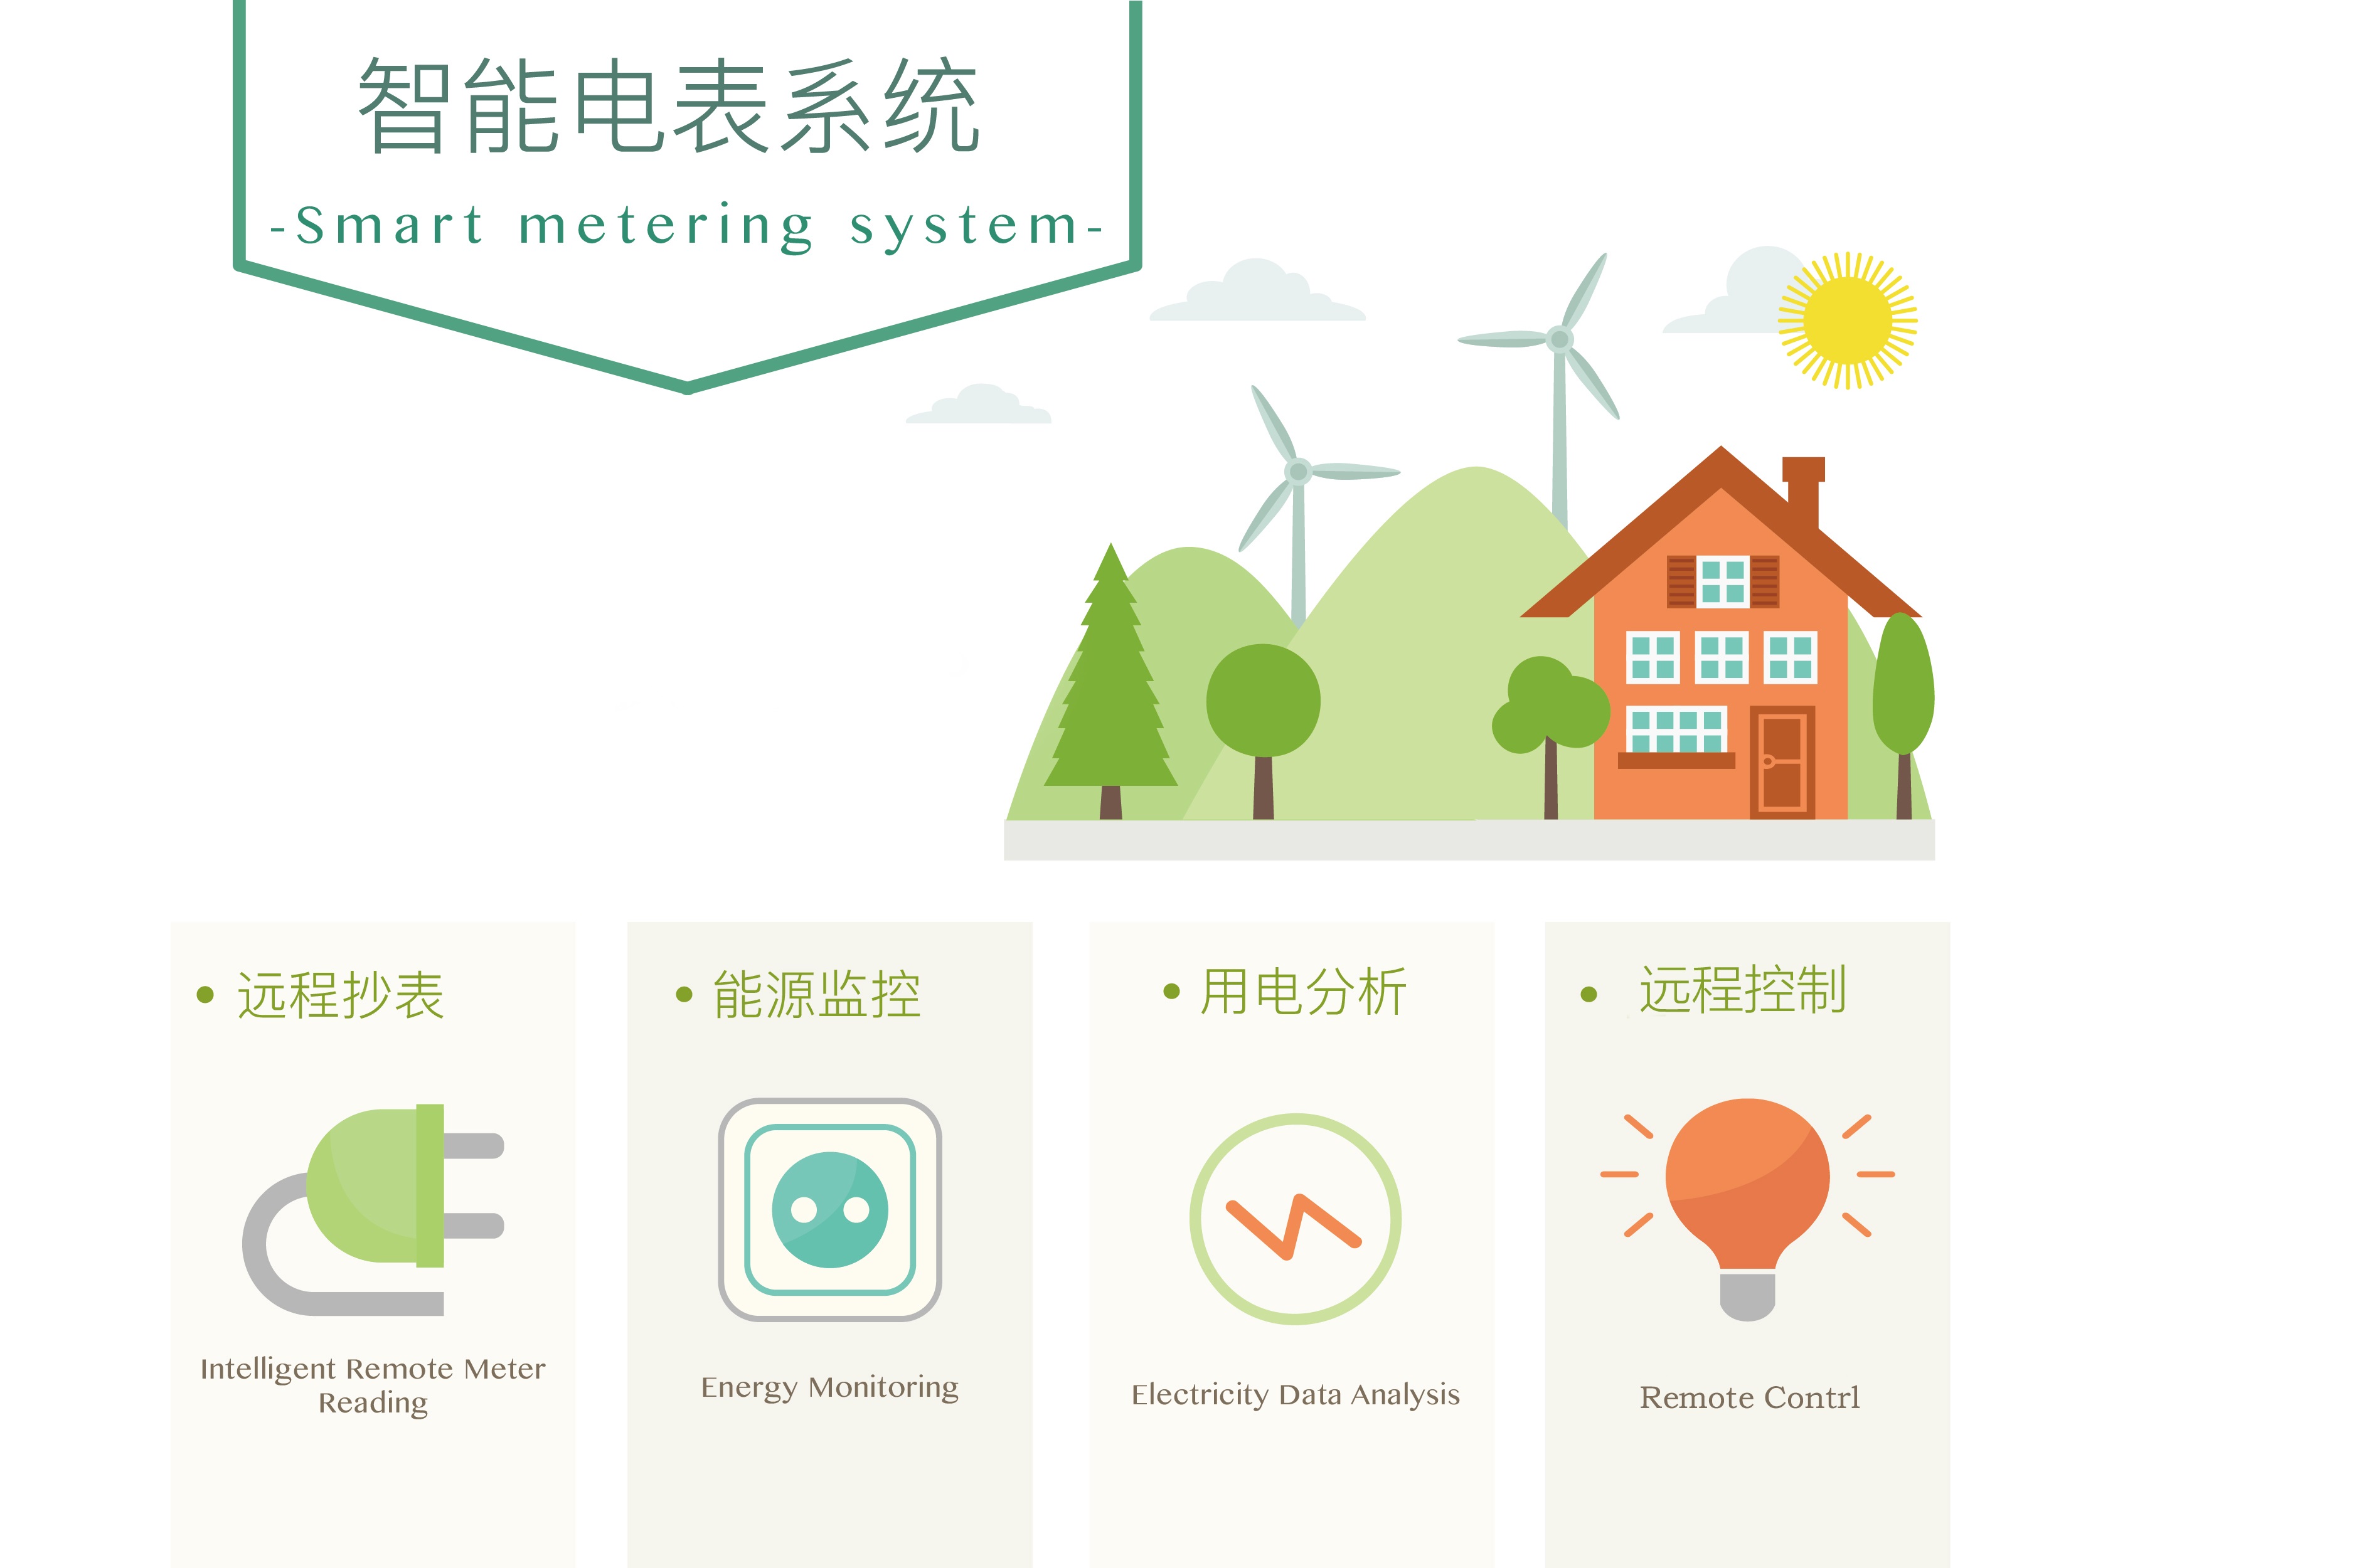 智能电表系统
-Smart metering system-
• 远程抄表
• 能源监控
• 用电分析
• 远程控制
Intelligent Remote Meter
Reading
Energy Monitoring
Electricity Data Analysis
Remote Contrl